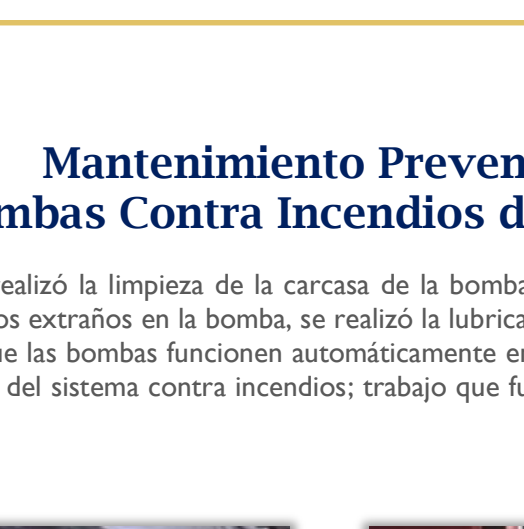 Mantenimiento Preven
mbas Contra Incendios d
ealizó la limpieza de la carcasa de la bomba
os extraños en la bomba, se realizó la lubrica
ue las bombas funcionen automáticamente en
del sistema contra incendios; trabajo que fu